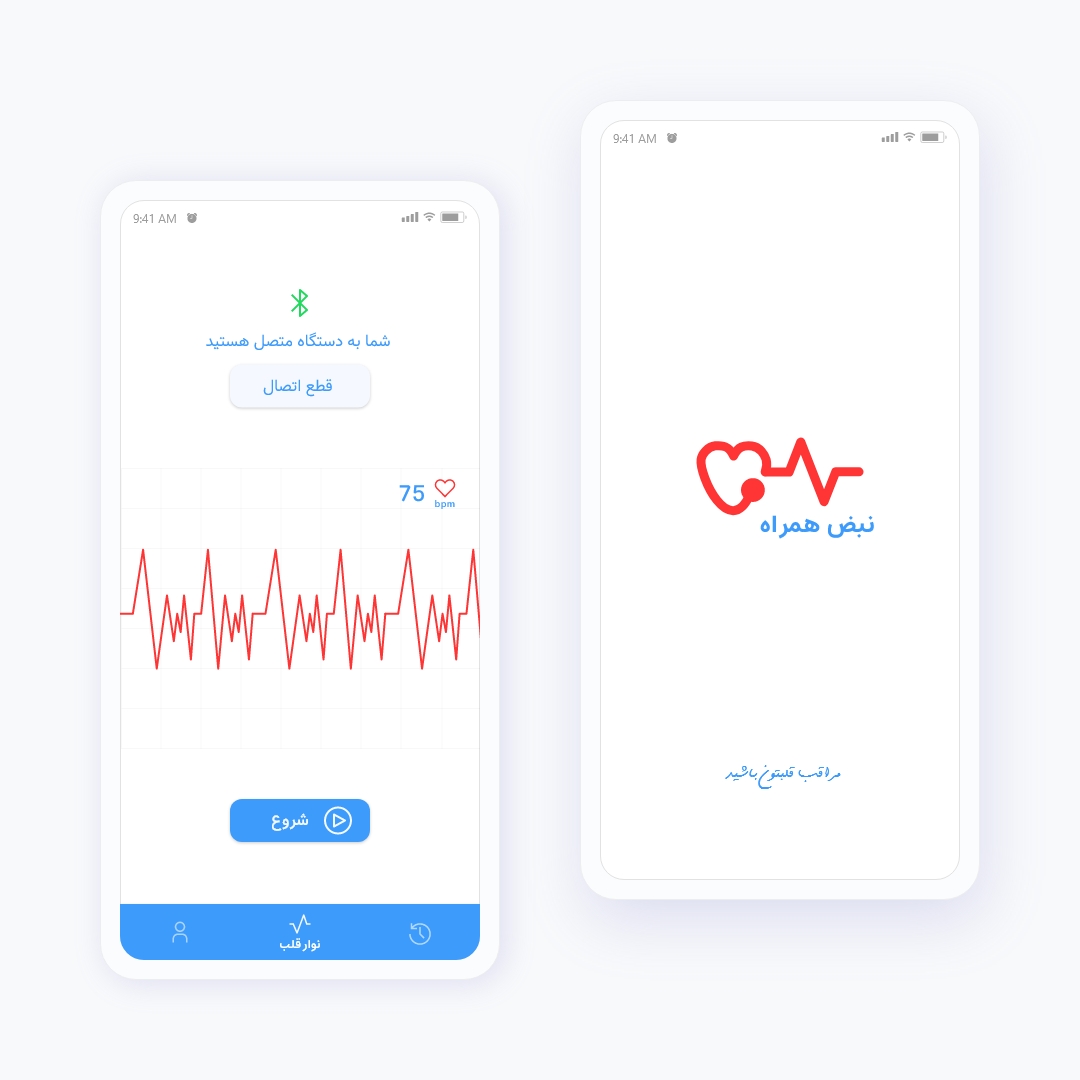 9:41 AM
شما به دستگاه متصل هستید
قطع اتصال
75
bpm
شروع
نوار قلب
9:41 AM
نبض همراه
مراقب قلبتون باشید